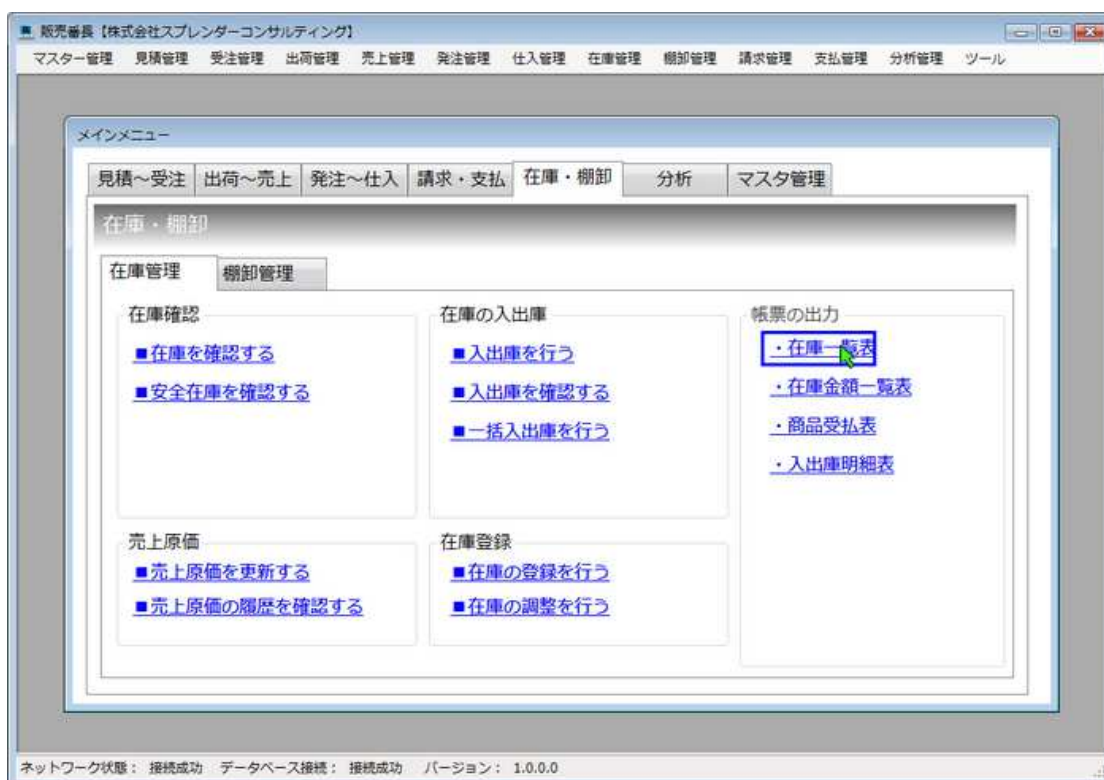 販売番長【株式会社スプレンダーコンサルティング】
マスター管理 見積管理 受注管理 出荷管理 売上管理 発注管理 仕入管理 在庫管理 棚卸管理 請求管理 支払管理 分析管理 ツール
メインメニュー
見積～受注 出荷～売上 発注～仕入 請求・支払 在庫・棚卸 分析 マスタ管理
在庫・棚卸
在庫管理 棚卸管理
在庫確認
■在庫を確認する
■安全在庫を確認する
在庫の入出庫
■入出庫を行う
■入出庫を確認する
■一括入出庫を行う
帳票の出力
・在庫一覧表
・在庫金額一覧表
・商品受払表
・入出庫明細表
売上原価
■売上原価を更新する
■売上原価の履歴を確認する
在庫登録
■在庫の登録を行う
■在庫の調整を行う
ネットワーク状態： 接続成功 データベース接続： 接続成功 バージョン： 1.0.0.0